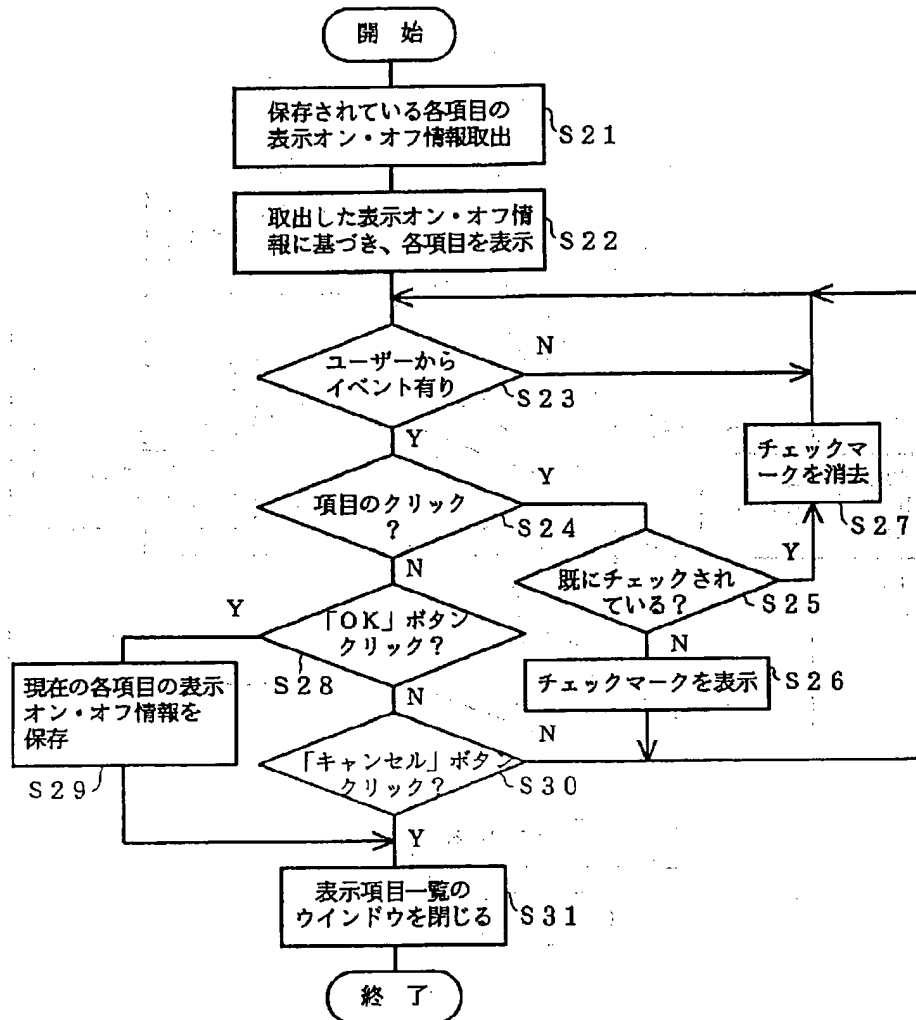 開 始
保存されている各項目の
表示オン・オフ情報取出
S21
取出した表示オン・オフ情
報に基づき、各項目を表示
S22
ユーザーから
イベント有り
N
S23
Y
項目のクリック
?
Y
S24
N
既にチェックされ
ている?
Y
S25
N
チェックマ
ークを消去
S27
チェックマークを表示
S26
「OK」ボタン
クリック?
Y
S28
N
現在の各項目の表示
オン・オフ情報を
保存
S29
「キャンセル」ボタン
クリック?
N
S30
Y
表示項目一覧の
ウインドウを閉じる
S31
終 了